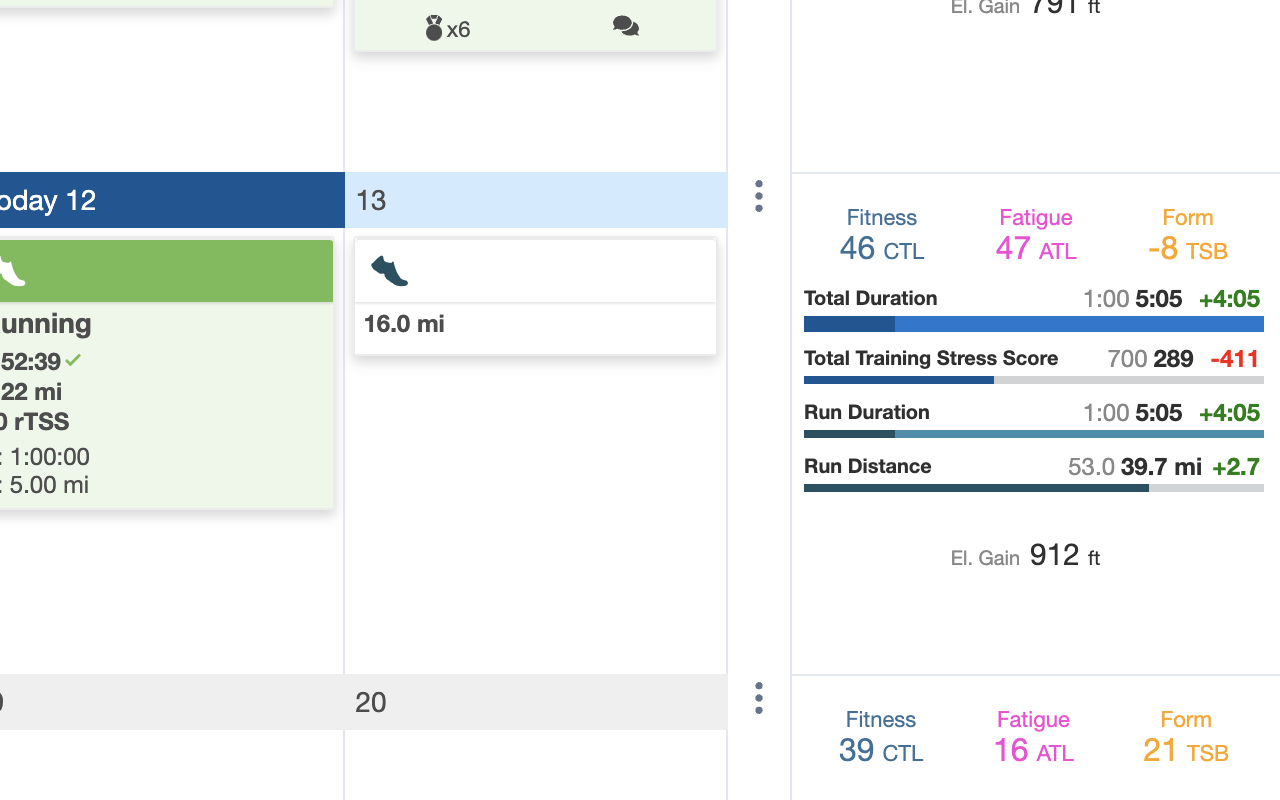 x6
El. Gain 791 ft
oday 12
13
unning
52:39
22 mi
0 rTSS
: 1:00:00
: 5.00 mi
16.0 mi
Fitness Fatigue Form
46 CTL 47 ATL -8 TSB
Total Duration 1:00 5:05 +4:05
Total Training Stress Score 700 289 -411
Run Duration 1:00 5:05 +4:05
Run Distance 53.0 39.7 mi +2.7
El. Gain 912 ft
20
Fitness Fatigue Form
39 CTL 16 ATL 21 TSB